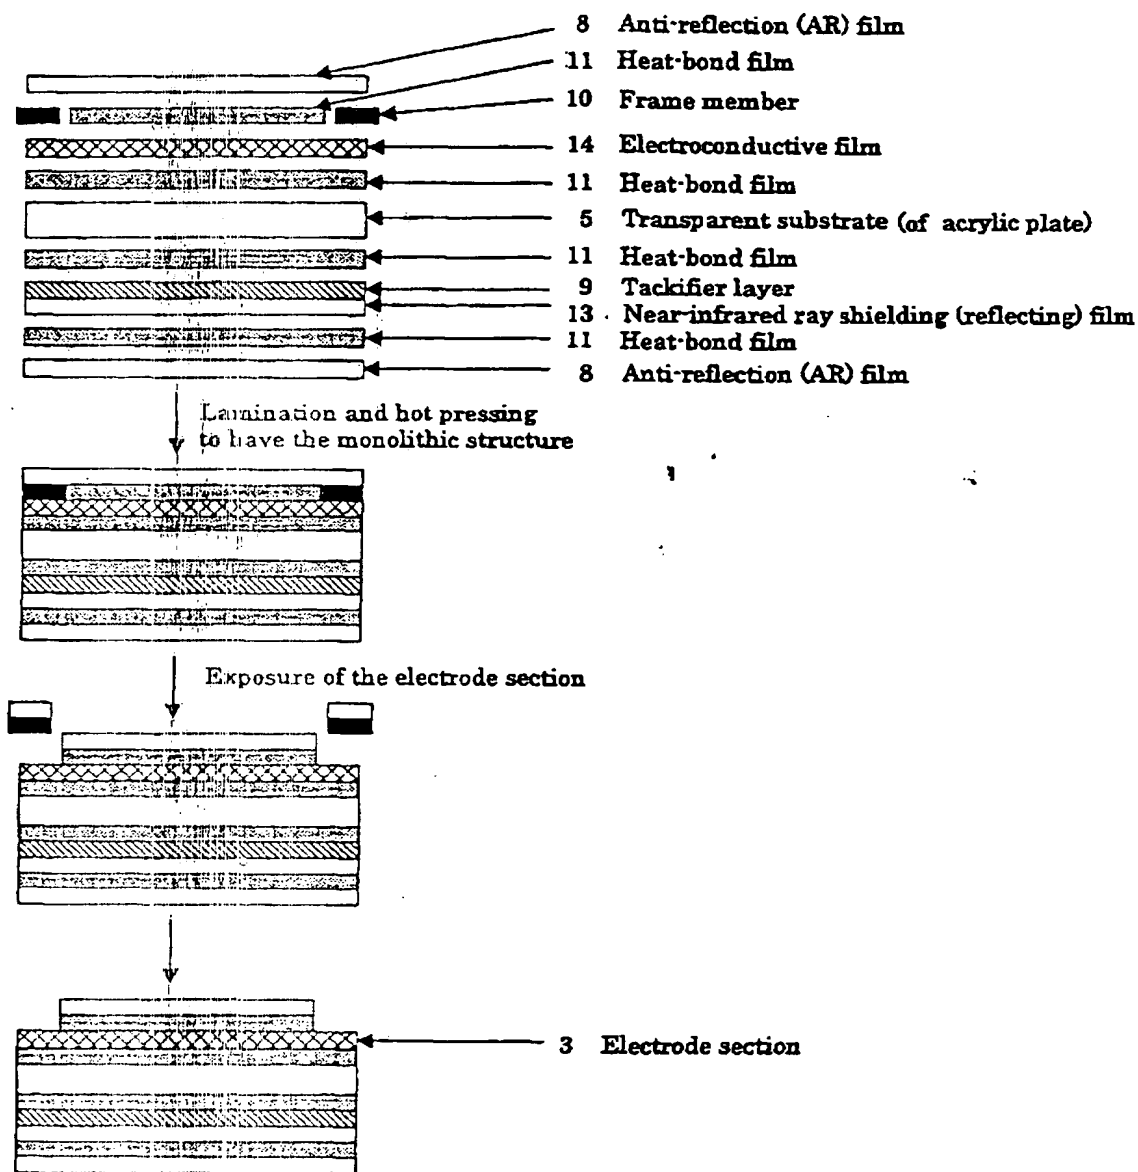 8 Anti-reflection (AR) film
11 Heat-bond film
10 Frame member
14 Electroconductive film
11 Heat-bond film
5 Transparent substrate (of acrylic plate)
11 Heat-bond film
9 Tackifier layer
13 Near-infrared ray shielding (reflecting) film
11 Heat-bond film
8 Anti-reflection (AR) film
Lamination and hot pressing
to have the monolithic structure
Exposure of the electrode section
3 Electrode section